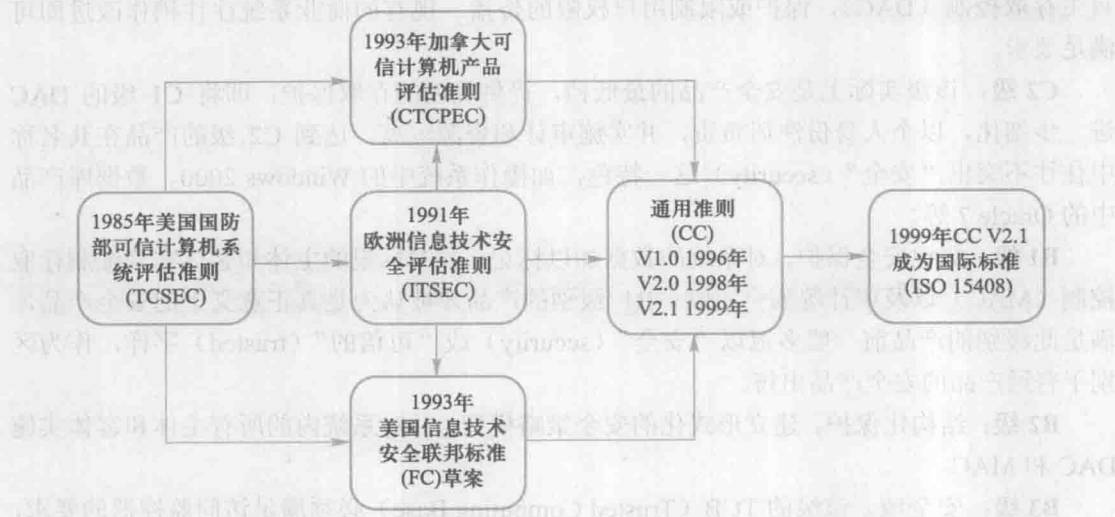 1993年加拿大可
信计算机产品
评估准则
(CTCPEC)
1985年美国国防
部可信计算机系
统评估准则
(TCSEC)
1991年
欧洲信息技术安
全评估准则
(ITSEC)
通用准则
(CC)
V1.0 1996年
V2.0 1998年
V2.1 1999年
1999年CC V2.1
成为国际标准
(ISO 15408)
1993年
美国信息技术
安全联邦标准
(FC)草案